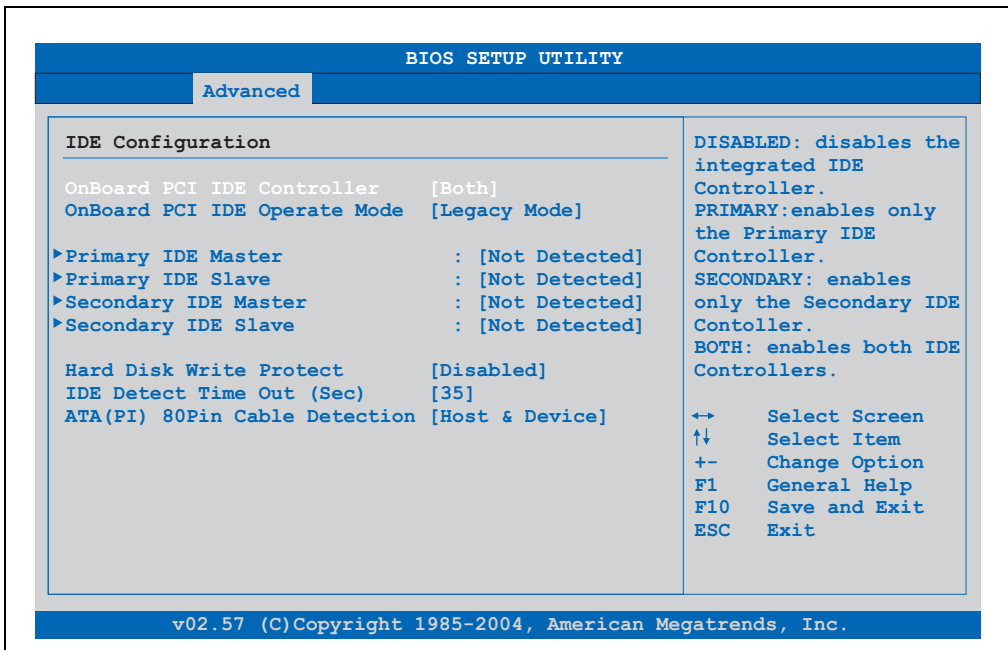 BIOS SETUP UTILITY
Advanced
IDE Configuration
OnBoard PCI IDE Controller [Both]
OnBoard PCI IDE Operate Mode [Legacy Mode]
Primary IDE Master : [Not Detected]
Primary IDE Slave : [Not Detected]
Secondary IDE Master : [Not Detected]
Secondary IDE Slave : [Not Detected]
Hard Disk Write Protect [Disabled]
IDE Detect Time Out (Sec) [35]
ATA(PI) 80Pin Cable Detection [Host & Device]
DISABLED: disables the
integrated IDE
Controller.
PRIMARY:enables only
the Primary IDE
Controller.
SECONDARY: enables
only the Secondary IDE
Contoller.
BOTH: enables both IDE
Controllers.
↔ Select Screen
↑↓ Select Item
+- Change Option
F1 General Help
F10 Save and Exit
ESC Exit
v02.57 (C)Copyright 1985-2004, American Megatrends, Inc.